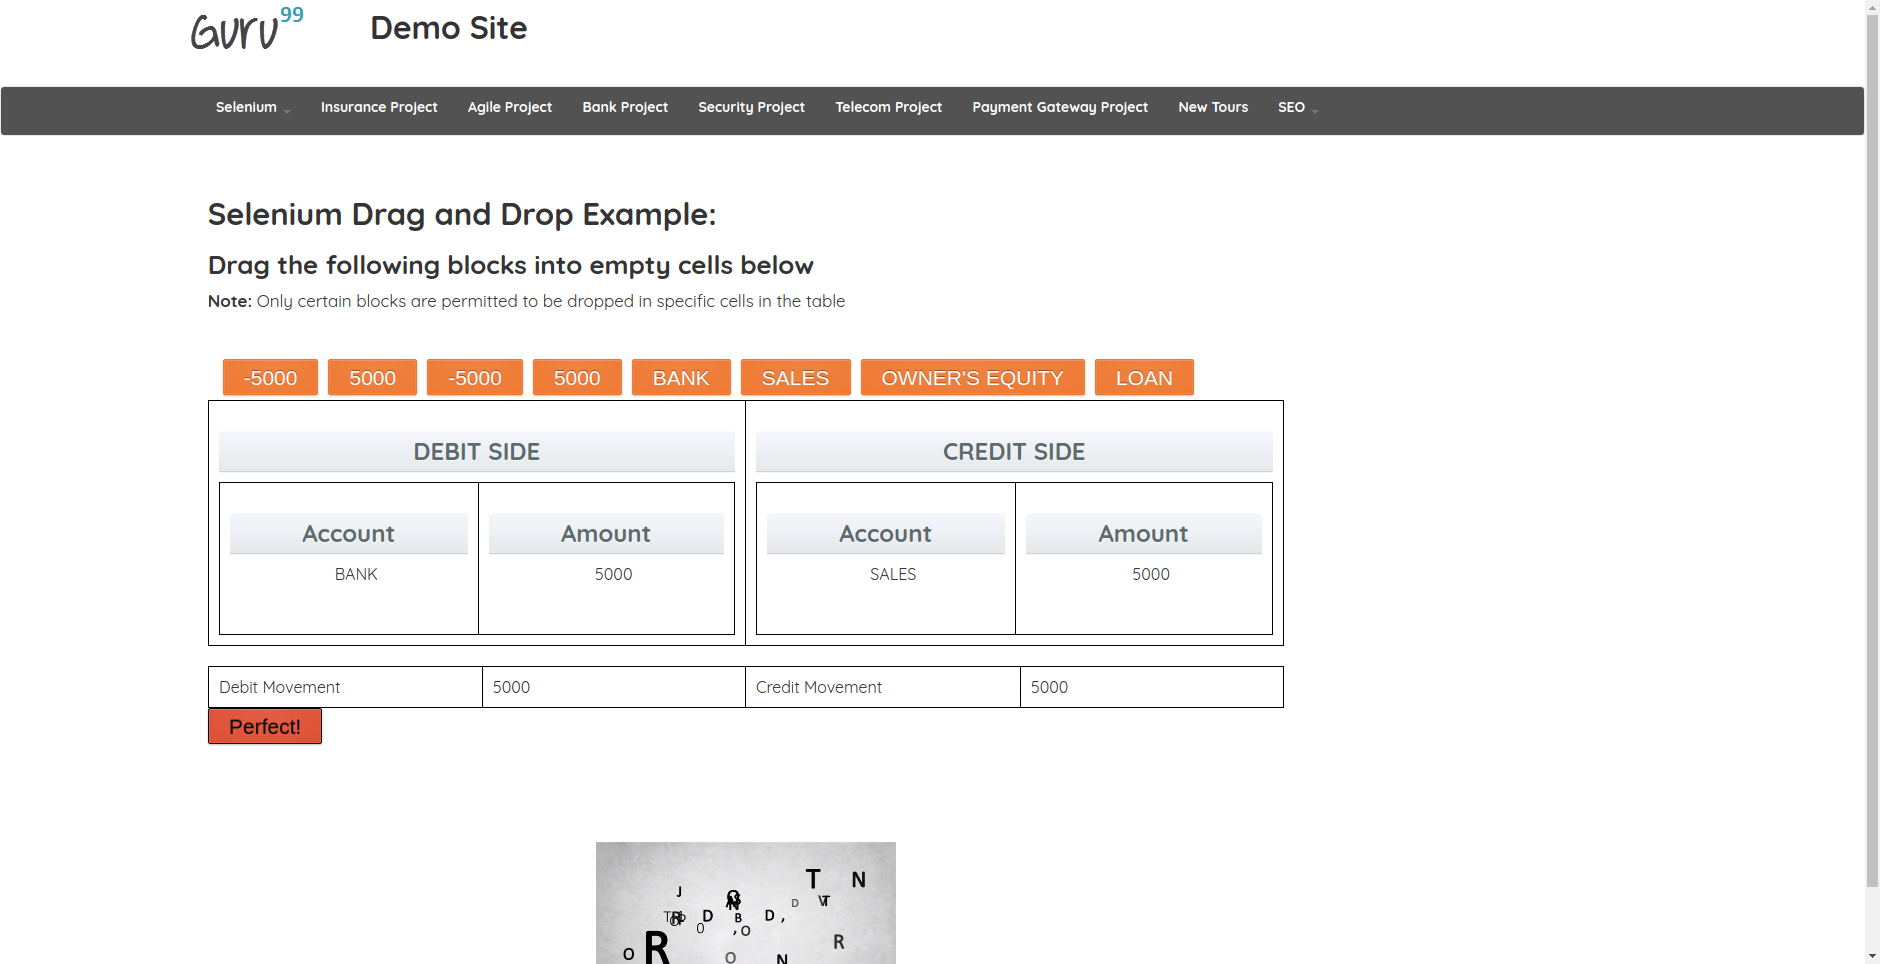 Guru99 Demo Site
Selenium Insurance Project Agile Project Bank Project Security Project Telecom Project Payment Gateway Project New Tours SEO
Selenium Drag and Drop Example:
Drag the following blocks into empty cells below
Note: Only certain blocks are permitted to be dropped in specific cells in the table
-5000 5000 -5000 5000 BANK SALES OWNER'S EQUITY LOAN
DEBIT SIDE CREDIT SIDE
Account Amount Account Amount
BANK 5000 SALES 5000
Debit Movement 5000 Credit Movement 5000
Perfect!
T N
J
D
D B D ,
O , O
R
O R O N